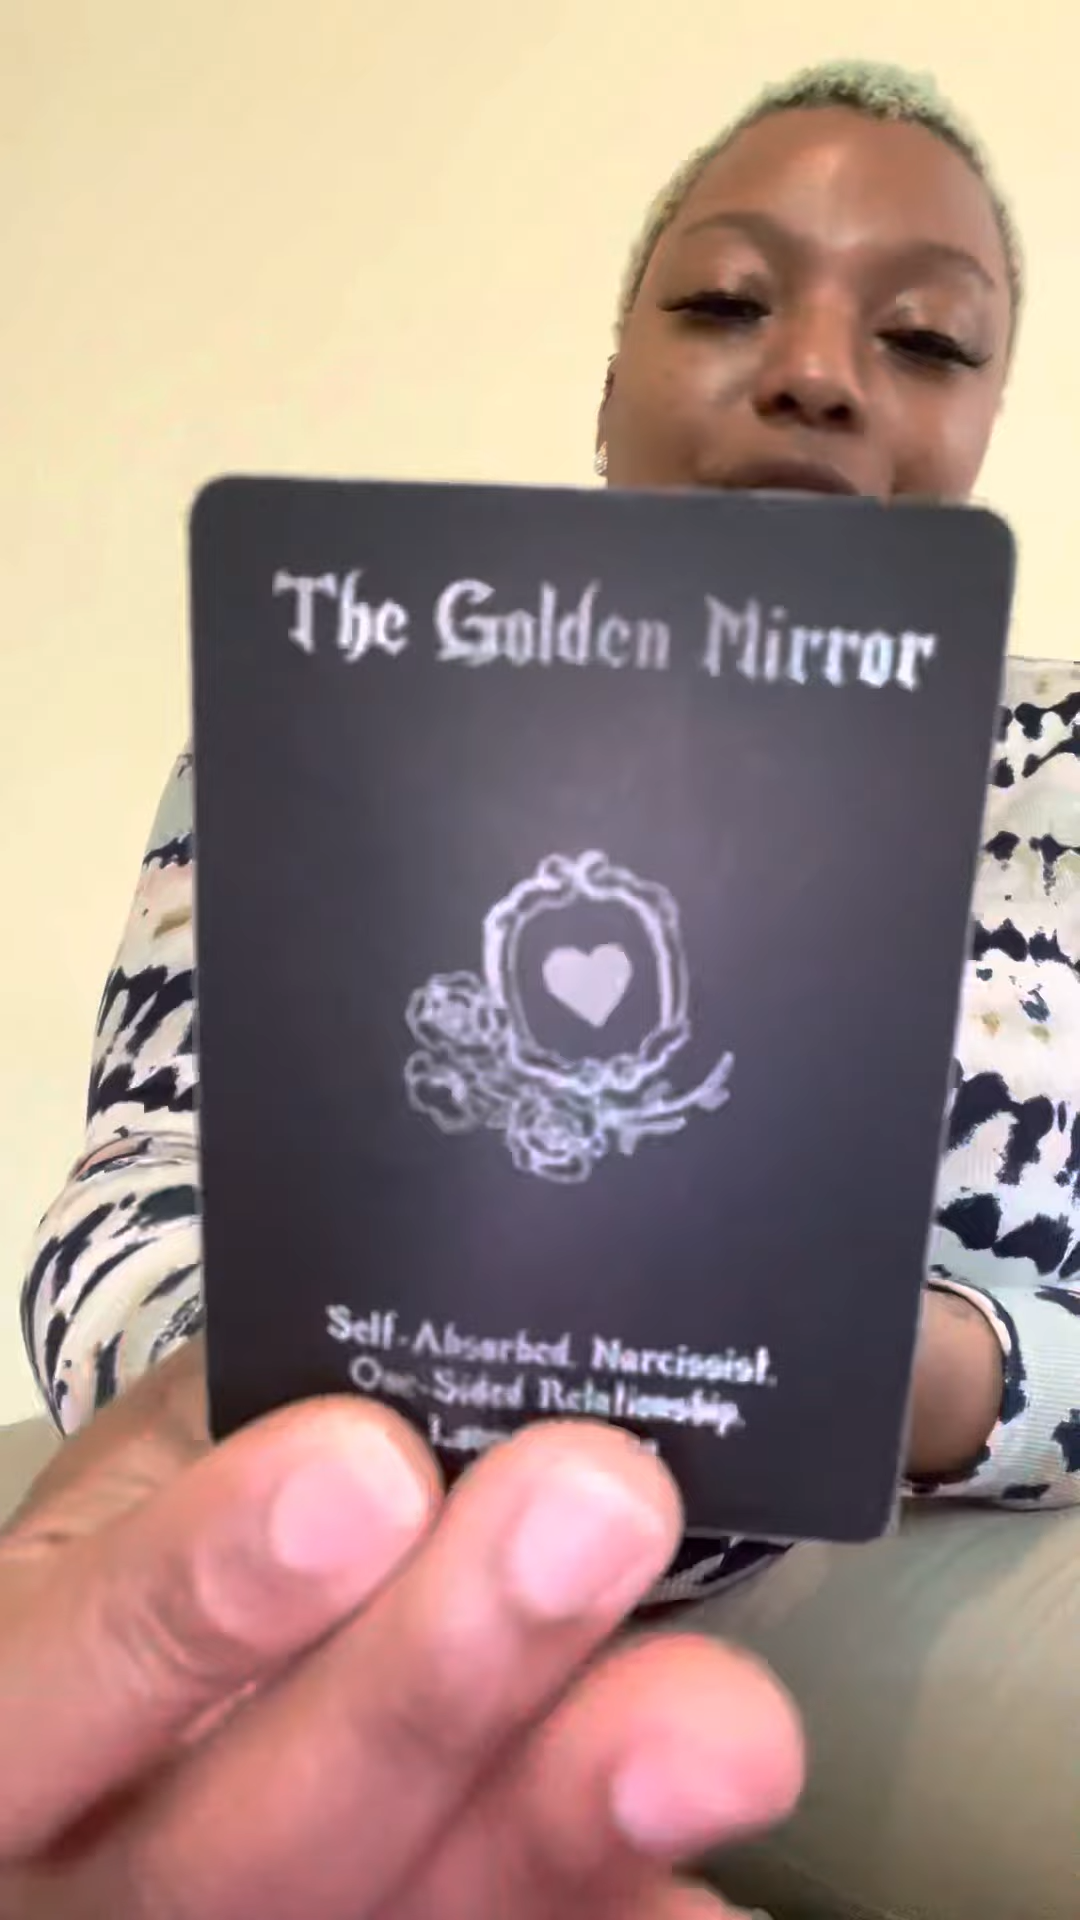 The Golden Mirror
Self-Absorbed. Narcissist.
One-Sided Relationship.